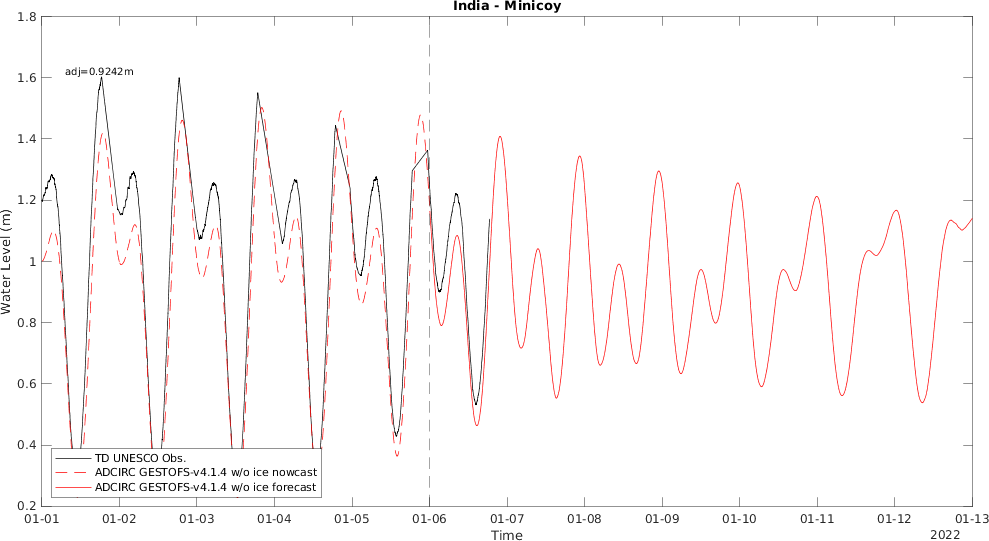 India - Minicoy
1.8
1.6
1.4
1.2
1
0.8
0.6
0.4
0.2
Water Level (m)
adj=0.9242m
TD UNESCO Obs.
ADCIRC GESTOFS-v4.1.4 w/o ice nowcast
ADCIRC GESTOFS-v4.1.4 w/o ice forecast
01-01 01-02 01-03 01-04 01-05 01-06 01-07 01-08 01-09 01-10 01-11 01-12 01-13
Time
2022